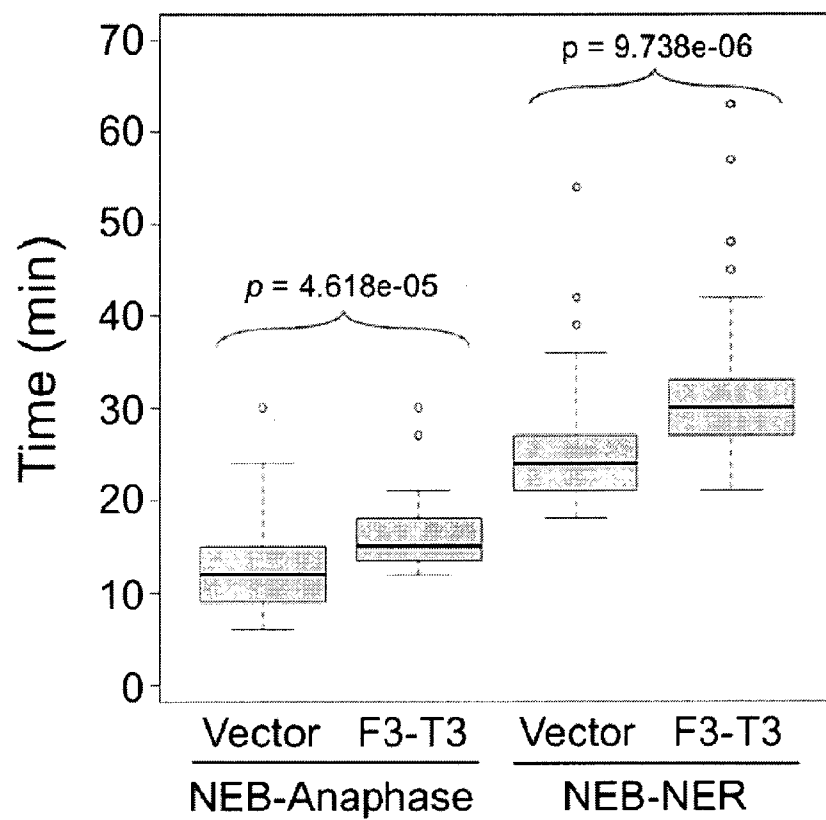 70
60
50
40
30
20
10
0
Time (min)
p = 9.738e-06
p = 4.618e-05
Vector F3-T3 Vector F3-T3
NEB-Anaphase NEB-NER